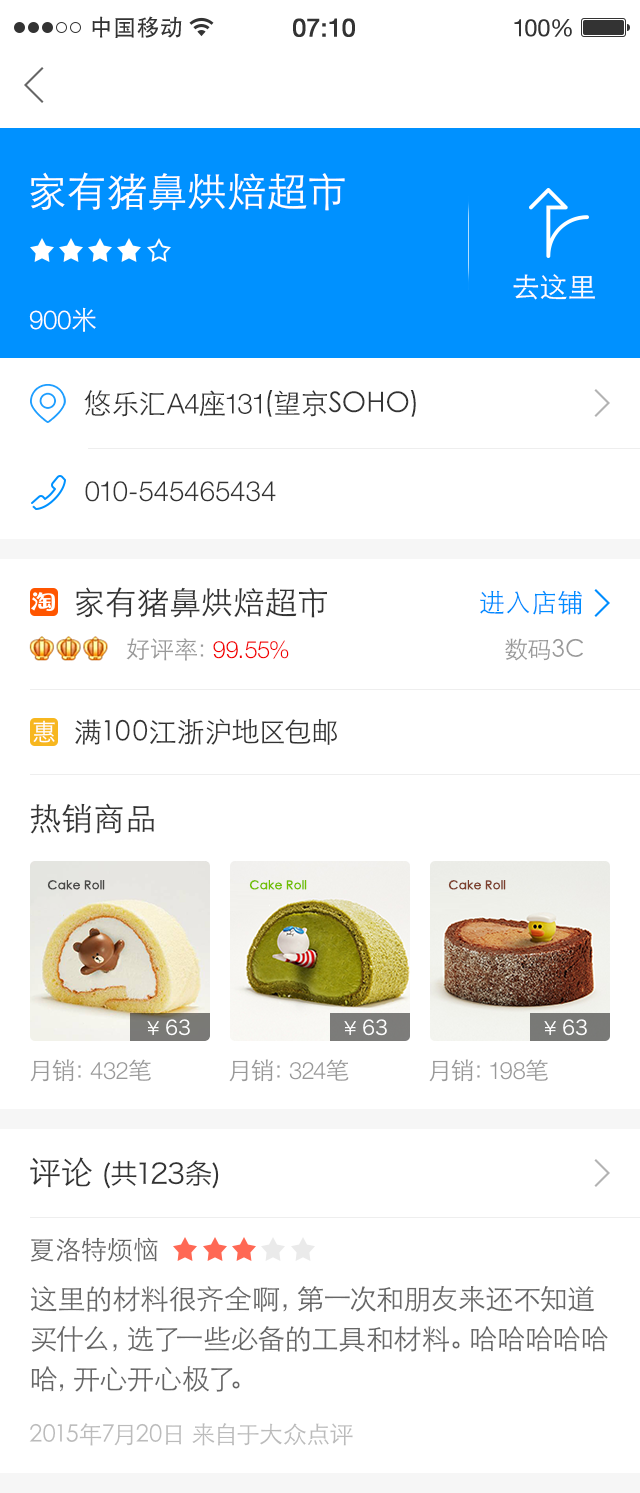 中国移动 07:10 100%
家有猪鼻烘焙超市
去这里
900米
悠乐汇A4座131(望京SOHO)
010-545465434
淘 家有猪鼻烘焙超市 进入店铺
好评率: 99.55% 数码3C
惠 满100江浙沪地区包邮
热销商品
Cake Roll Cake Roll Cake Roll
¥ 63 ¥ 63 ¥ 63
月销: 432笔 月销: 324笔 月销: 198笔
评论 (共123条)
夏洛特烦恼
这里的材料很齐全啊, 第一次和朋友来还不知道
买什么, 选了一些必备的工具和材料。哈哈哈哈哈
哈, 开心开心极了。
2015年7月20日 来自于大众点评